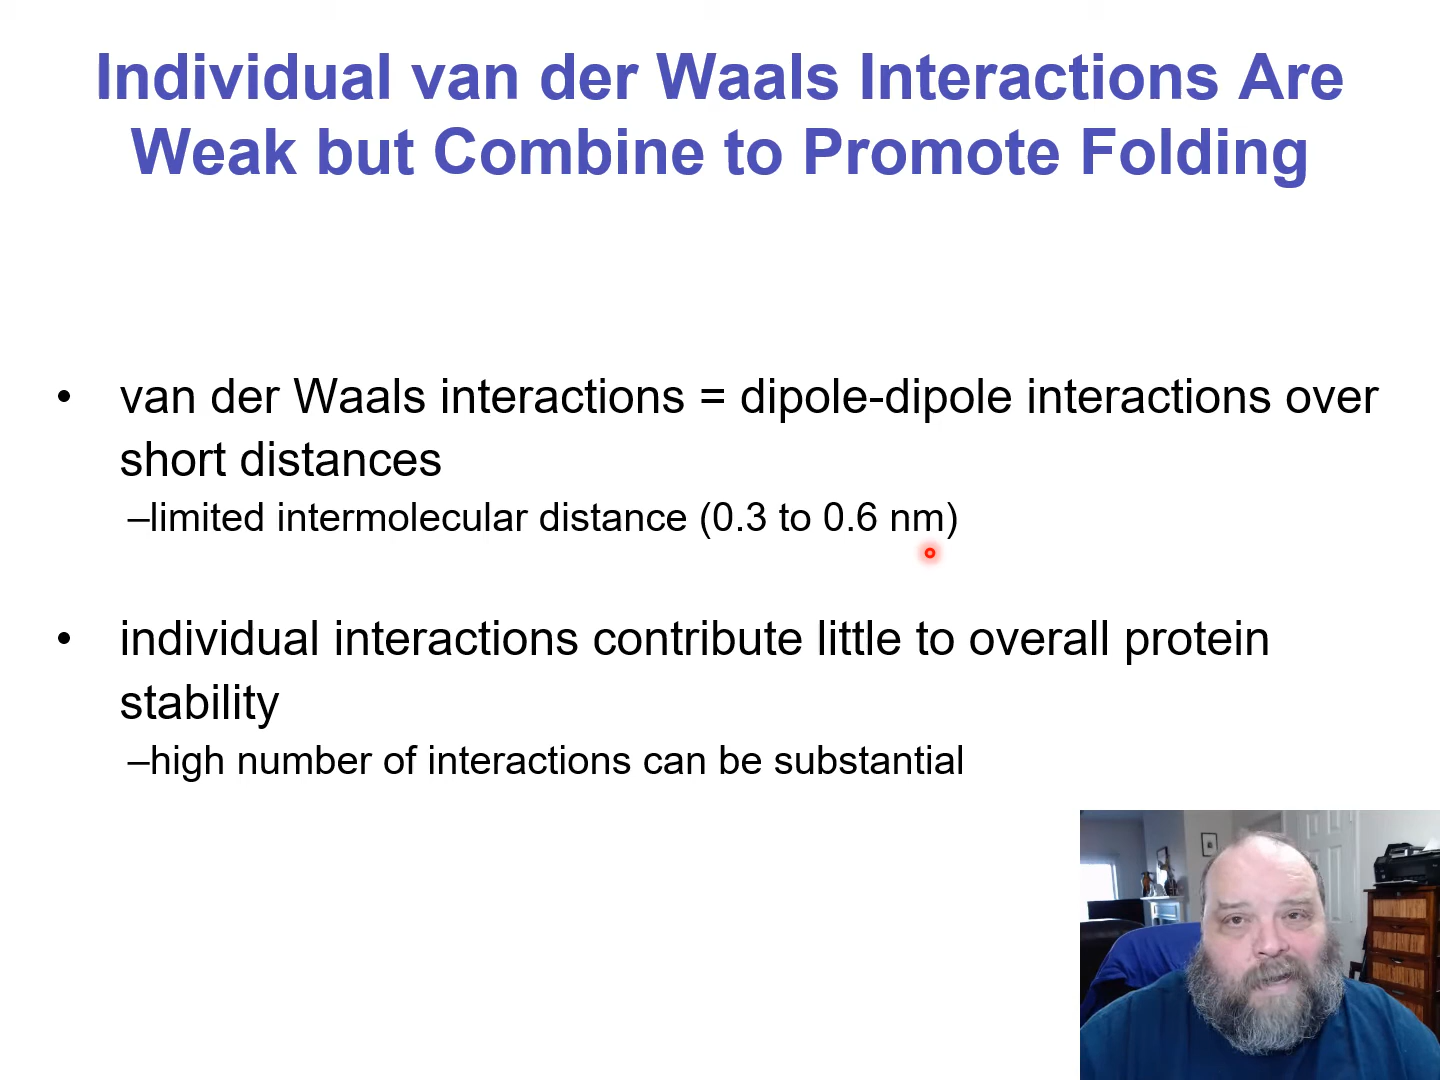 Individual van der Waals Interactions Are
Weak but Combine to Promote Folding
• van der Waals interactions = dipole-dipole interactions over
short distances
–limited intermolecular distance (0.3 to 0.6 nm)
• individual interactions contribute little to overall protein
stability
–high number of interactions can be substantial